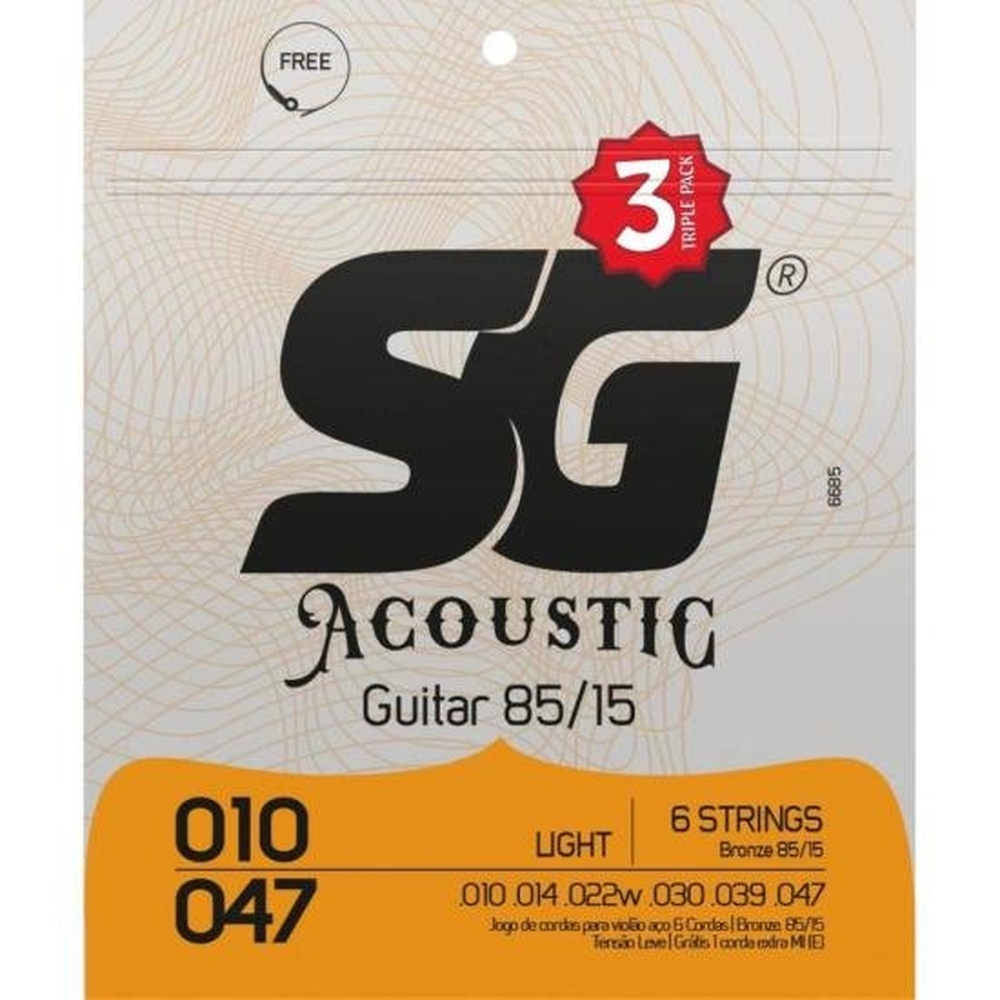 FREE
3
TRIPLE PACK
SG®
6685
ACOUSTIC
Guitar 85/15
010
047
LIGHT
6 STRINGS
Bronze 85/15
.010 .014 .022w .030 .039 .047
Jogo de cordas para violão aço 6 Cordas | Bronze 85/15
Tensão Leve | Grátis 1 corda extra MI (E)